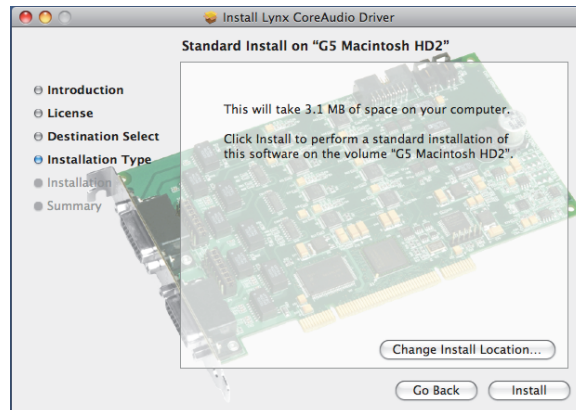 Install Lynx CoreAudio Driver
Standard Install on “G5 Macintosh HD2”
Introduction
License
Destination Select
Installation Type
Installation
Summary
This will take 3.1 MB of space on your computer.
Click Install to perform a standard installation of
this software on the volume “G5 Macintosh HD2”.
Change Install Location...
Go Back
Install